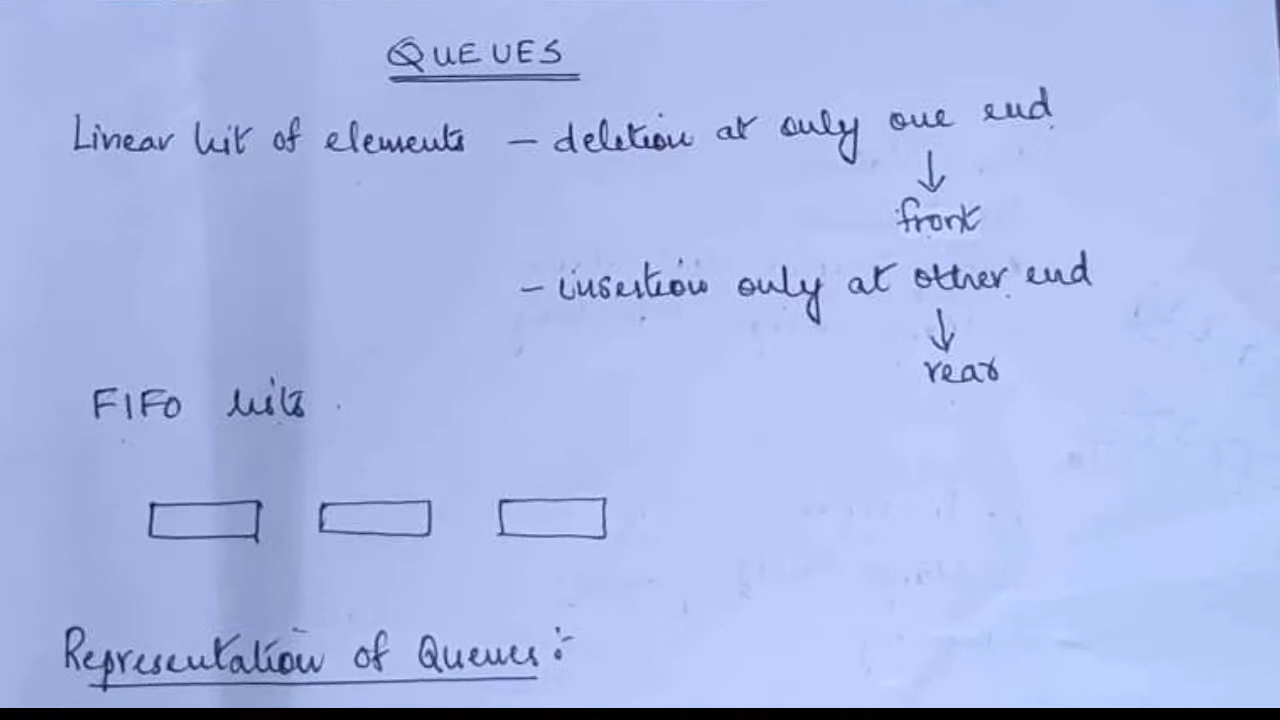 QUEUES
Linear list of elements – deletion at only one end
↓
front
– insertion only at other end
↓
rear
FIFO lists
Representation of Queues :-